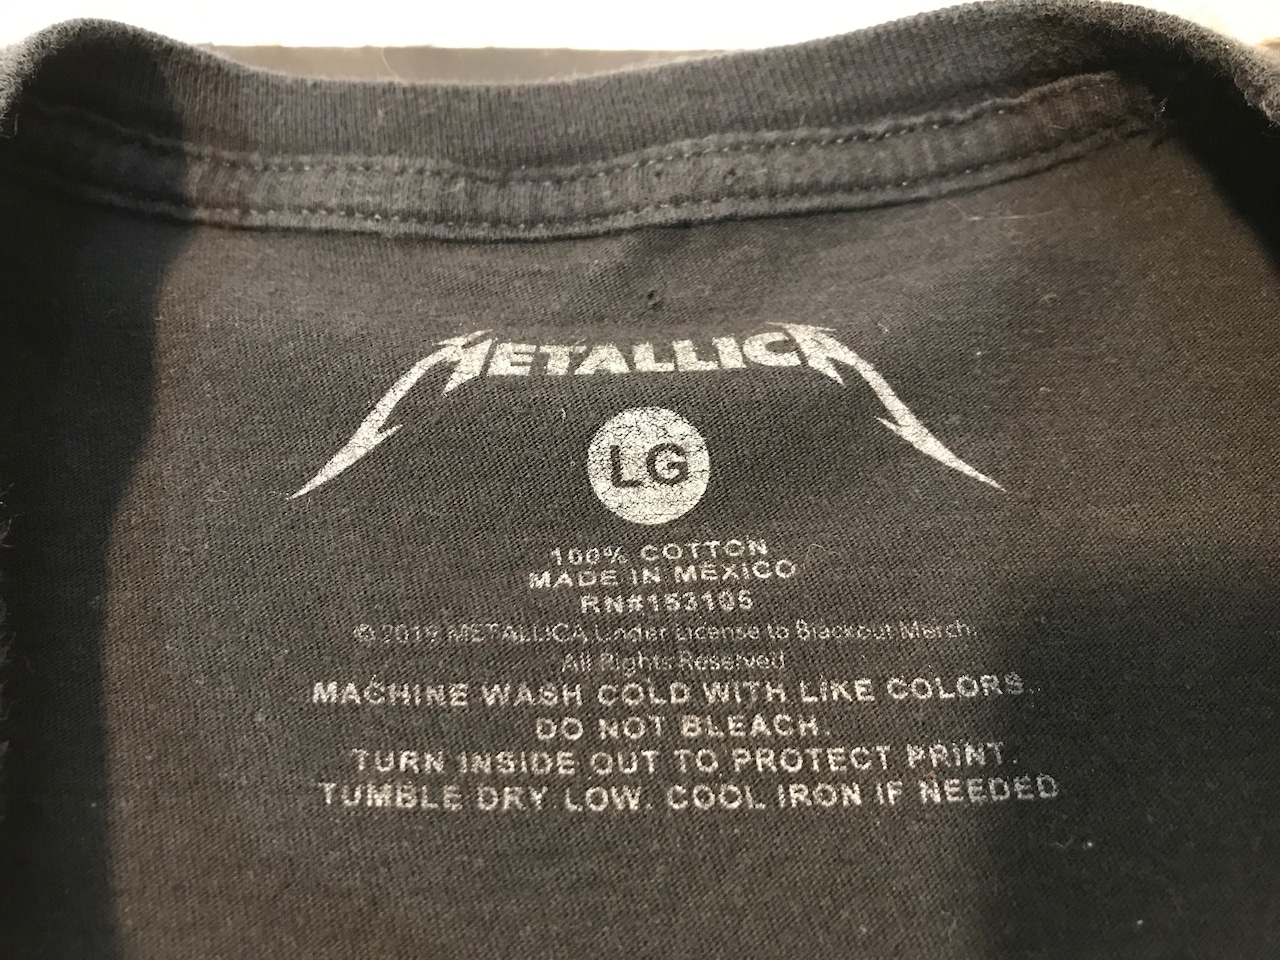 METALLICA
LG
100% COTTON
MADE IN MEXICO
RN#153105
© 2019 METALLICA Under License to Blackout Merch.
All Rights Reserved
MACHINE WASH COLD WITH LIKE COLORS.
DO NOT BLEACH.
TURN INSIDE OUT TO PROTECT PRINT.
TUMBLE DRY LOW. COOL IRON IF NEEDED